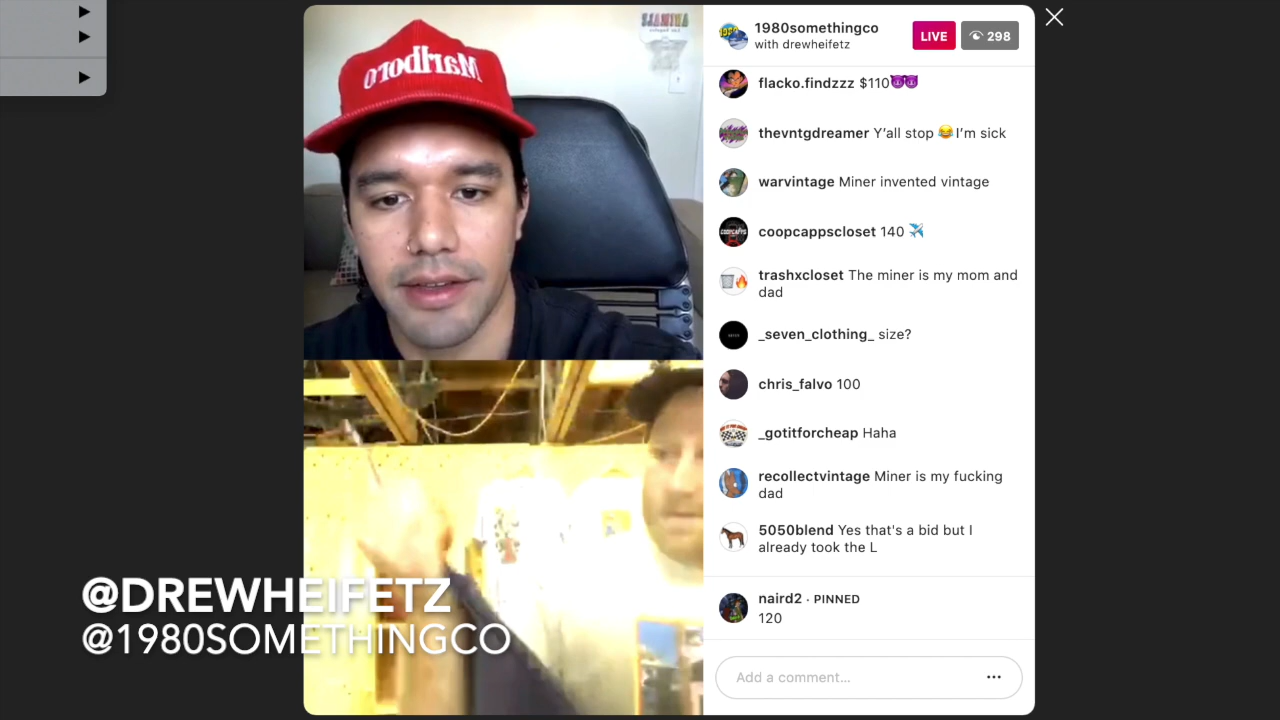 Marlboro
ANIMALS
1980somethingco
with drewheifetz
LIVE
298
flacko.findzzz $110😈😈
thevntgdreamer Y'all stop 😂I'm sick
warvintage Miner invented vintage
coopcappscloset 140 ✈️
trashxcloset The miner is my mom and
dad
_seven_clothing_ size?
chris_falvo 100
_gotitforcheap Haha
recollectvintage Miner is my fucking
dad
5050blend Yes that's a bid but I
already took the L
naird2 · PINNED
120
Add a comment...
@DREWHEIFETZ
@1980SOMETHINGCO